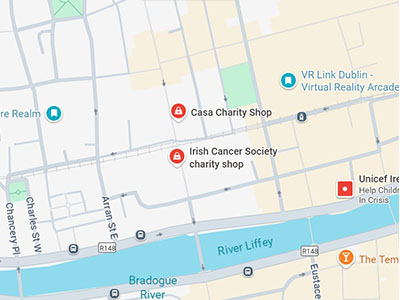 VR Link Dublin -
Virtual Reality Arcade
Casa Charity Shop
re Realm
Irish Cancer Society
charity shop
Unicef Ire
Help Childr
In Crisis
Chancery Pl
Charles St W
Arran St E
R148
River Liffey
R148
Eustace
The Tem
Bradogue
River